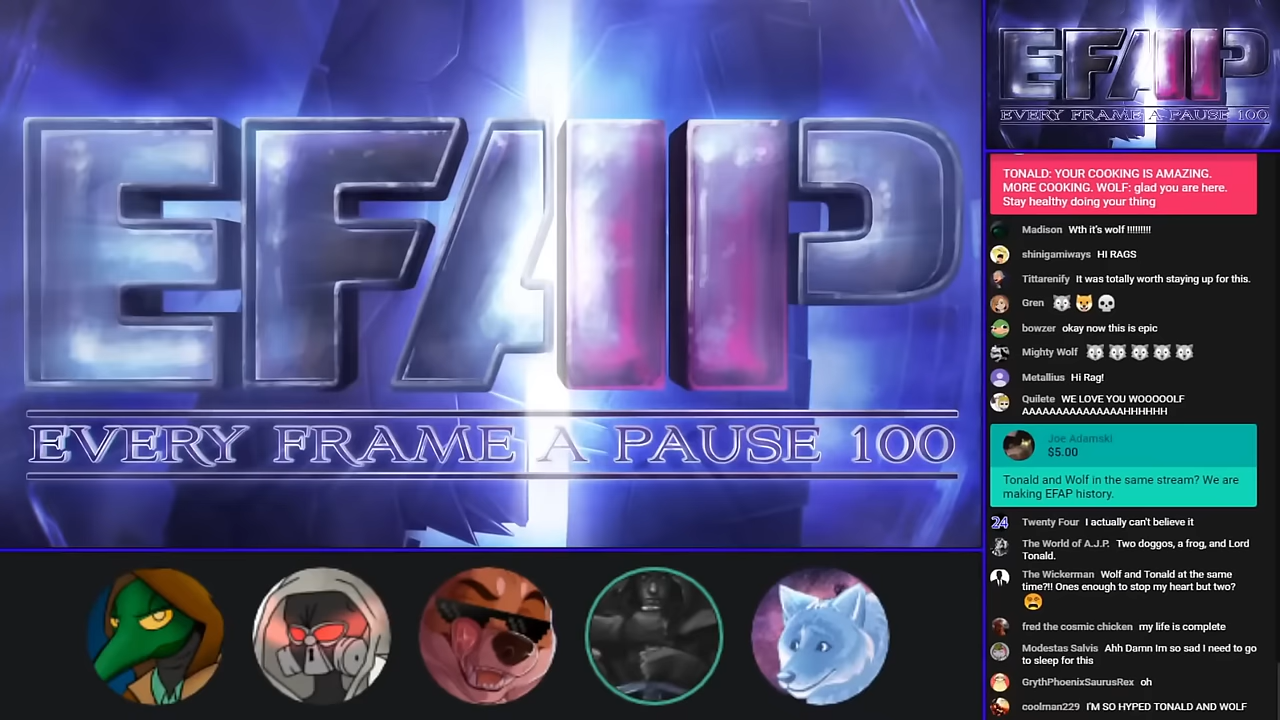 EFAIIP
EVERY FRAME A PAUSE 100
EFAIIP
EVERY FRAME A PAUSE 100
TONALD: YOUR COOKING IS AMAZING.
MORE COOKING. WOLF: glad you are here.
Stay healthy doing your thing
Madison Wth it's wolf !!!!!!!!!
shinigamiways HI RAGS
Tittarenify It was totally worth staying up for this.
Gren
bowzer okay now this is epic
Mighty Wolf
Metallius Hi Rag!
Quilete WE LOVE YOU WOOOOOLF
AAAAAAAAAAAAAAAHHHHHH
Joe Adamski
$5.00
Tonald and Wolf in the same stream? We are
making EFAP history.
24 Twenty Four I actually can't believe it
The World of A.J.P. Two doggos, a frog, and Lord
Tonald.
The Wickerman Wolf and Tonald at the same
time?!! Ones enough to stop my heart but two?
fred the cosmic chicken my life is complete
Modestas Salvis Ahh Damn Im so sad I need to go
to sleep for this
GrythPhoenixSaurusRex oh
coolman229 I'M SO HYPED TONALD AND WOLF